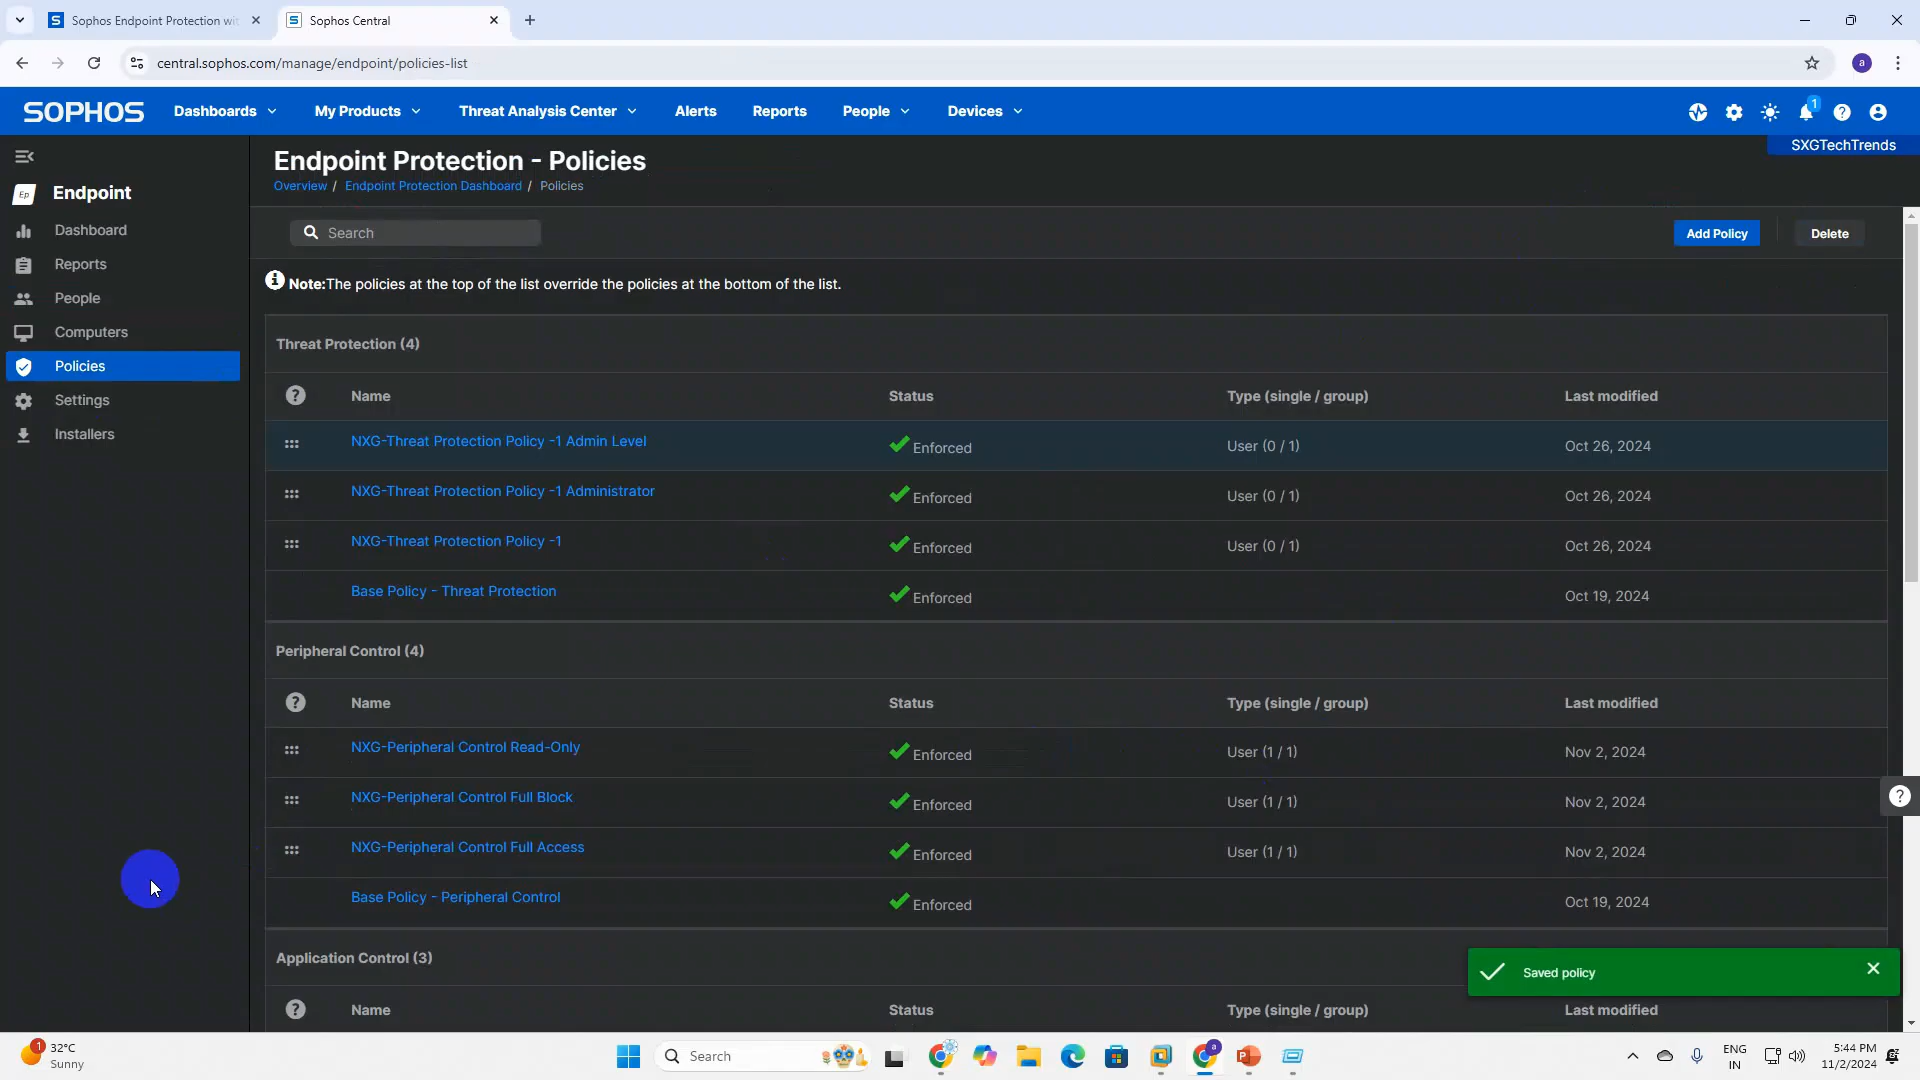 Sophos Endpoint Protection wi
Sophos Central
central.sophos.com/manage/endpoint/policies-list
a
SOPHOS
Dashboards
My Products
Threat Analysis Center
Alerts
Reports
People
Devices
1
SXGTechTrends
Endpoint Protection - Policies
Overview / Endpoint Protection Dashboard / Policies
Ep Endpoint
Dashboard
Reports
People
Computers
Policies
Settings
Installers
Search
Add Policy
Delete
Note:The policies at the top of the list override the policies at the bottom of the list.
Threat Protection (4)
Name Status Type (single / group) Last modified
NXG-Threat Protection Policy -1 Admin Level Enforced User (0 / 1) Oct 26, 2024
NXG-Threat Protection Policy -1 Administrator Enforced User (0 / 1) Oct 26, 2024
NXG-Threat Protection Policy -1 Enforced User (0 / 1) Oct 26, 2024
Base Policy - Threat Protection Enforced Oct 19, 2024
Peripheral Control (4)
Name Status Type (single / group) Last modified
NXG-Peripheral Control Read-Only Enforced User (1 / 1) Nov 2, 2024
NXG-Peripheral Control Full Block Enforced User (1 / 1) Nov 2, 2024
NXG-Peripheral Control Full Access Enforced User (1 / 1) Nov 2, 2024
Base Policy - Peripheral Control Enforced Oct 19, 2024
Application Control (3)
Name Status Type (single / group) Last modified
Saved policy
1
32°C
Sunny
Search
a
ENG
IN
5:44 PM
11/2/2024